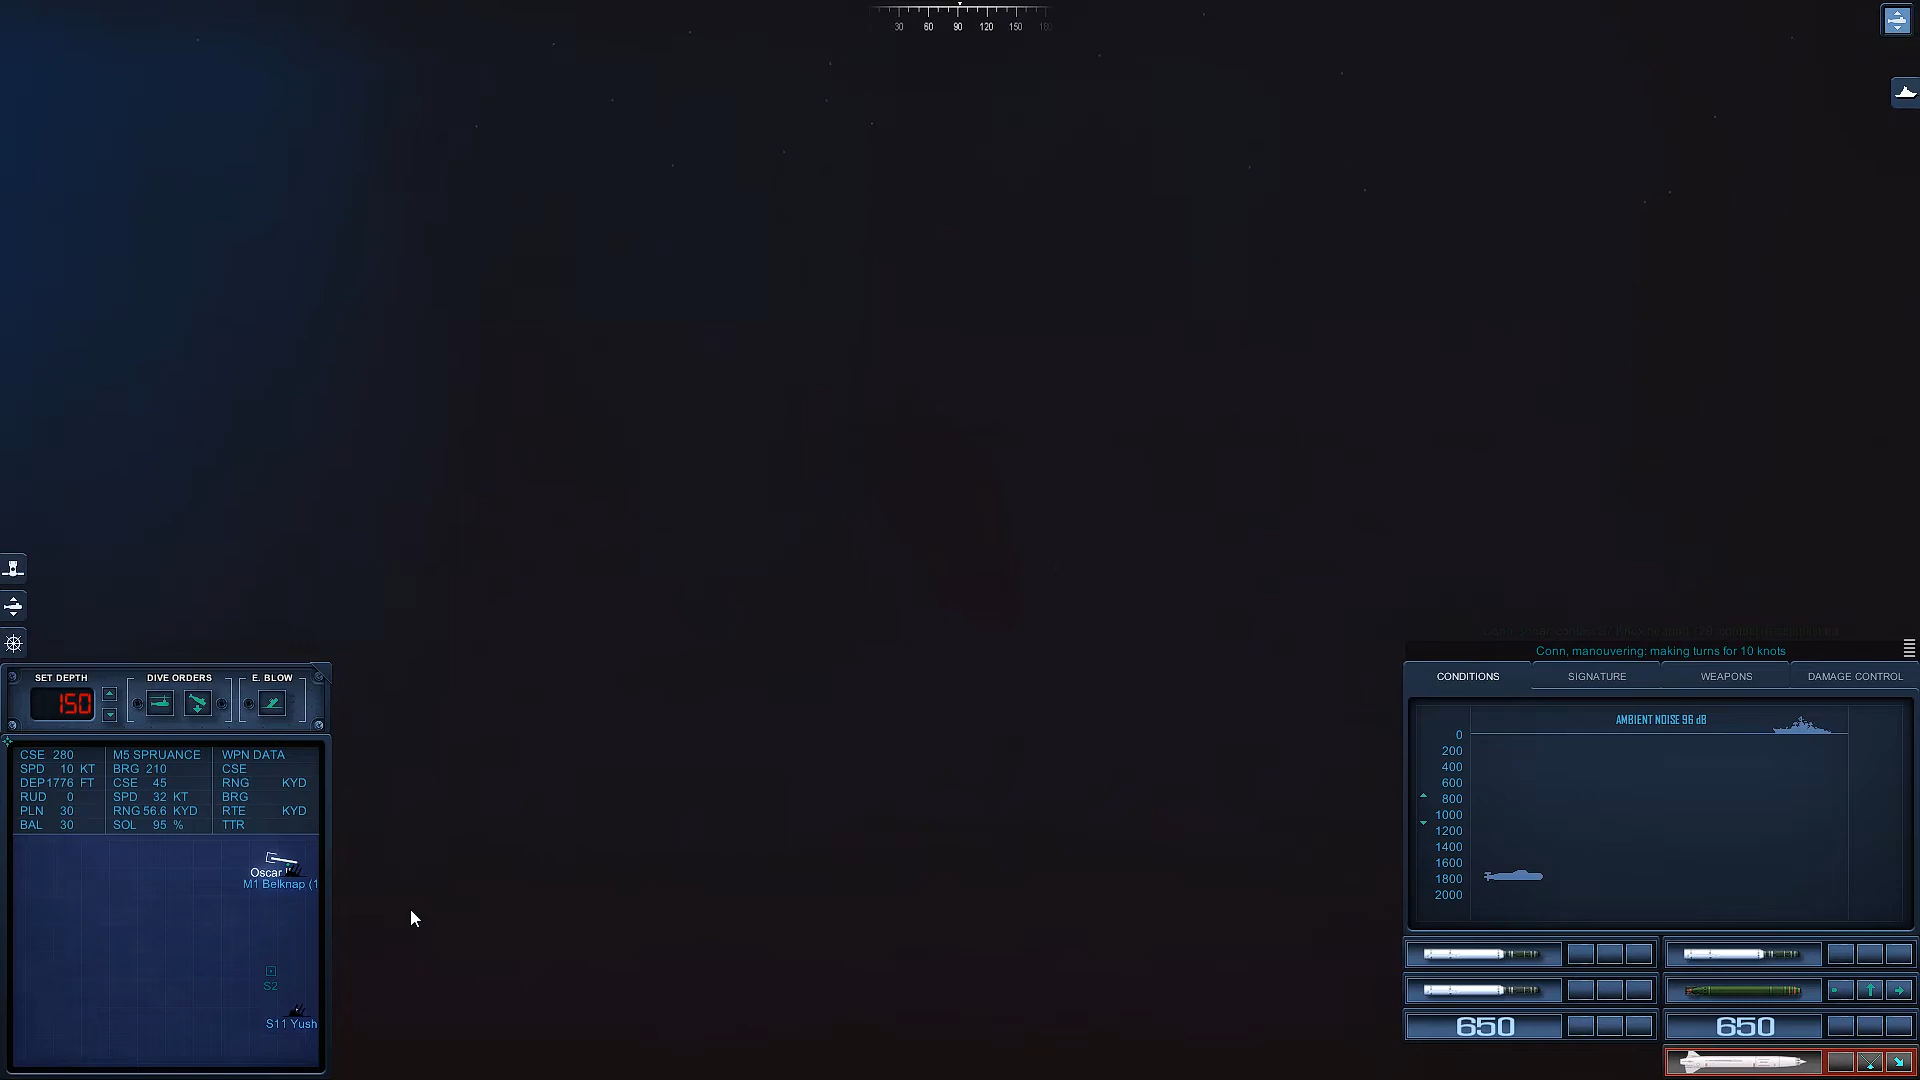 30 60 90 120 150 180
SET DEPTH DIVE ORDERS E. BLOW
150
CSE 280
SPD 10 KT
DEP 1776 FT
RUD 0
PLN 30
BAL 30
M5 SPRUANCE
BRG 210
CSE 45
SPD 32 KT
RNG 56.6 KYD
SOL 95 %
WPN DATA
CSE
RNG KYD
BRG
RTE KYD
TTR
Oscar
M1 Belknap (1
S2
S11 Yush
Conn, manouvering: making turns for 10 knots
CONDITIONS SIGNATURE WEAPONS DAMAGE CONTROL
AMBIENT NOISE 96 dB
0
200
400
600
800
1000
1200
1400
1600
1800
2000
650 650